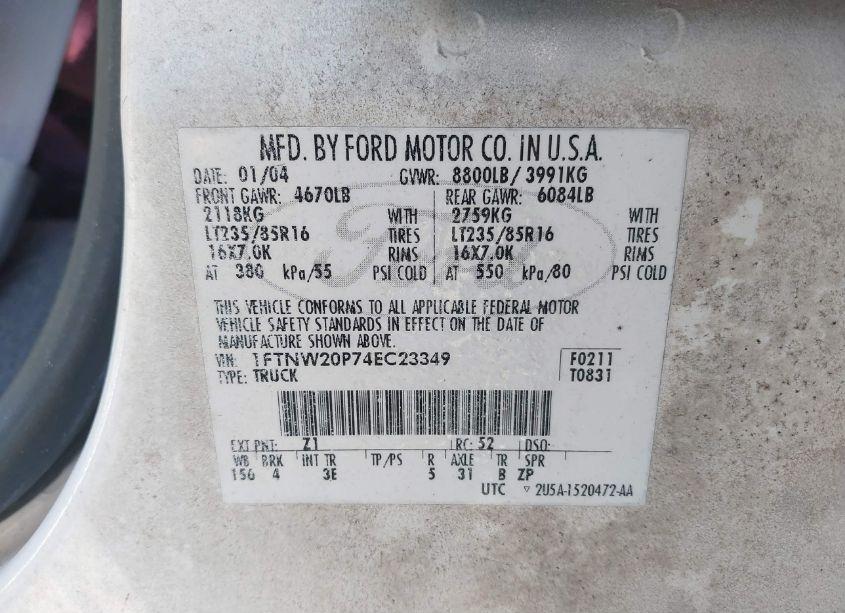 MFD. BY FORD MOTOR CO. IN U.S.A.
DATE: 01/04 GVWR: 8800LB/ 3991KG
FRONT GAWR: 4670LB REAR GAWR: 6084LB
2118KG WITH 2759KG WITH
LT235/85R16 TIRES LT235/85R16 TIRES
16X7.0K RIMS 16X7.0K RIMS
AT 380 kPa/55 PSI COLD AT 550 kPa/80 PSI COLD
Ford
THIS VEHICLE CONFORMS TO ALL APPLICABLE FEDERAL MOTOR
VEHICLE SAFETY STANDARDS IN EFFECT ON THE DATE OF
MANUFACTURE SHOWN ABOVE.
VIN: 1FTNW20P74EC23349 F0211
TYPE: TRUCK T0831
EXT PNT: Z1 RC: 52 DSO:
WB BRK INT TR TP/PS R AXLE TR SPR
156 4 3E 5 31 B ZP
UTC ▽ 2U5A-1520472-AA